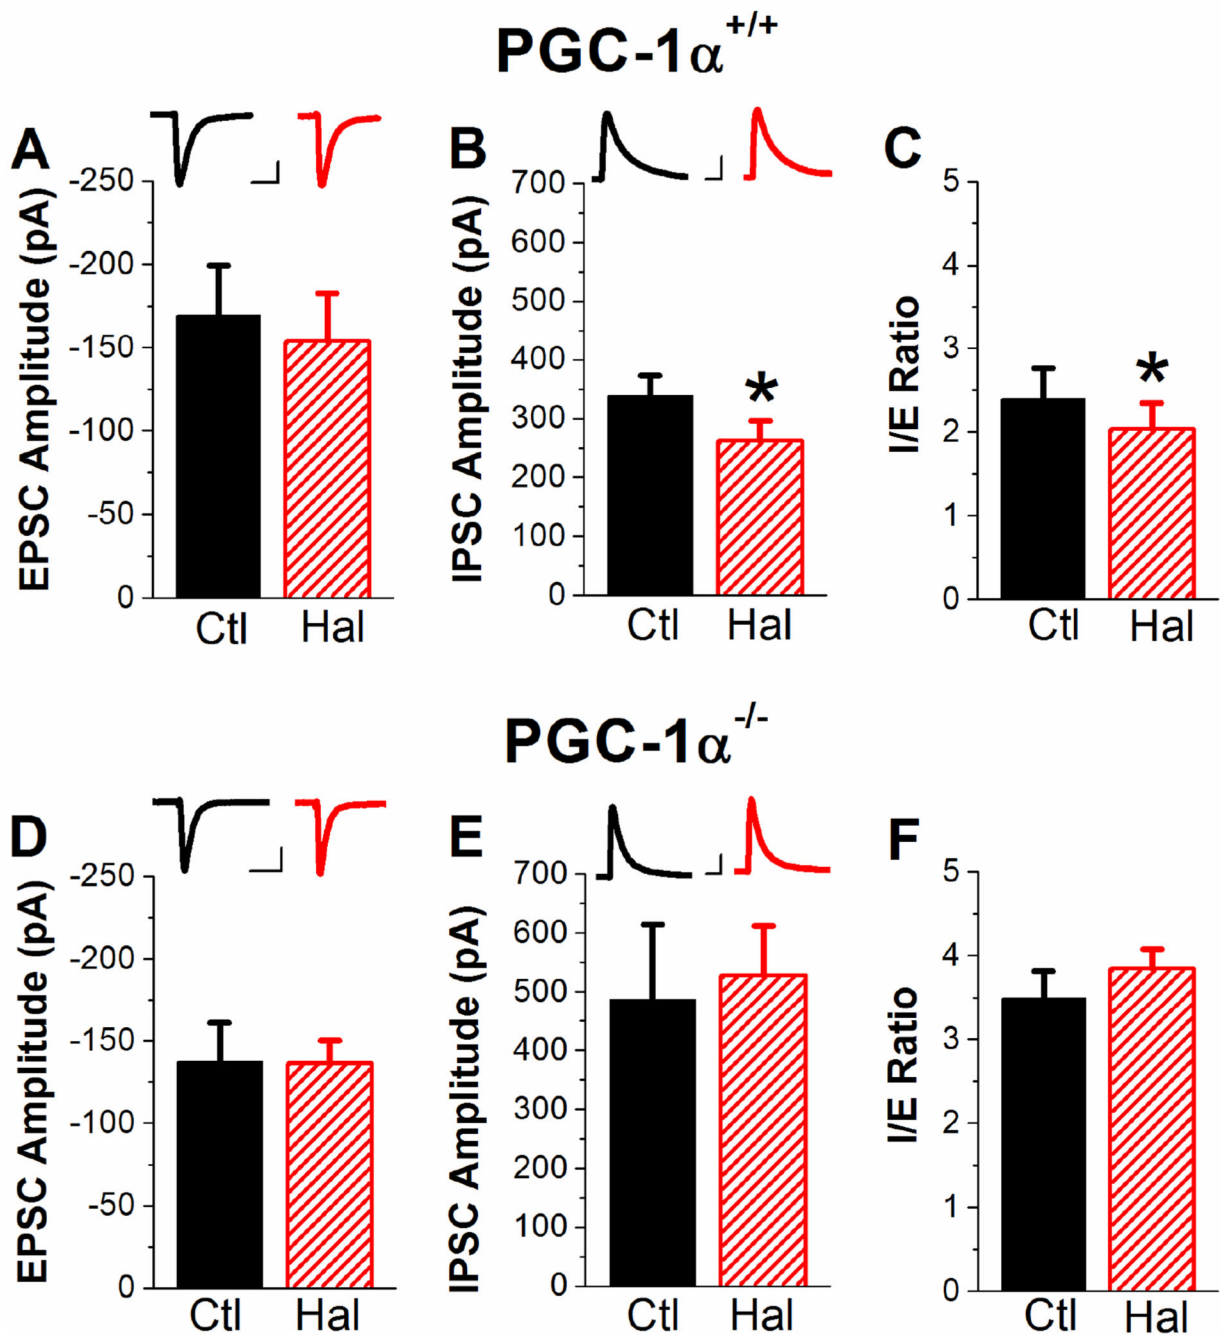 PGC-1α+/+
A
EPSC Amplitude (pA)
-250
-200
-150
-100
-50
0
Ctl Hal
B
IPSC Amplitude (pA)
700
600
500
400
300
200
100
0
*
Ctl Hal
C
I/E Ratio
5
4
3
2
1
0
*
Ctl Hal
PGC-1α-/-
D
EPSC Amplitude (pA)
-250
-200
-150
-100
-50
0
Ctl Hal
E
IPSC Amplitude (pA)
700
600
500
400
300
200
100
0
Ctl Hal
F
I/E Ratio
5
4
3
2
1
0
Ctl Hal